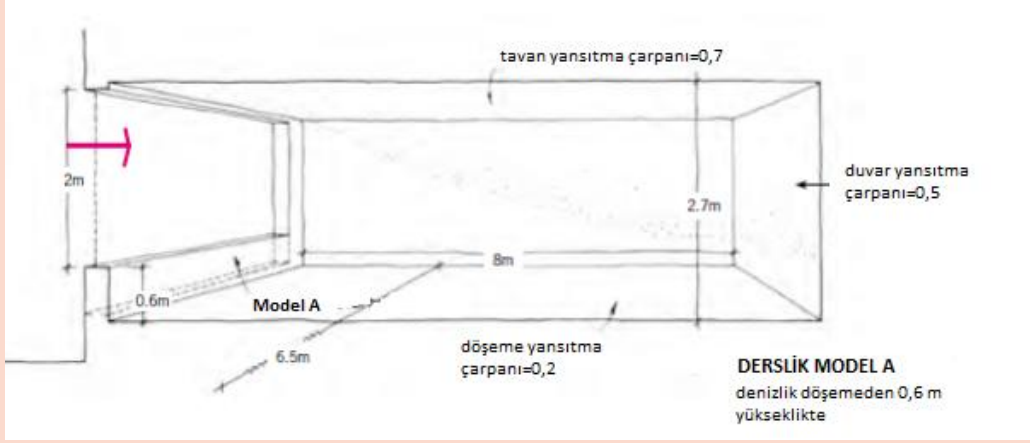 tavan yansıtma çarpanı=0,7
2m
duvar yansıtma
çarpanı=0,5
2.7m
8m
0.6m
Model A
6.5m
döşeme yansıtma
çarpanı=0,2
DERSLİK MODEL A
denizlik döşemeden 0,6 m
yükseklikte